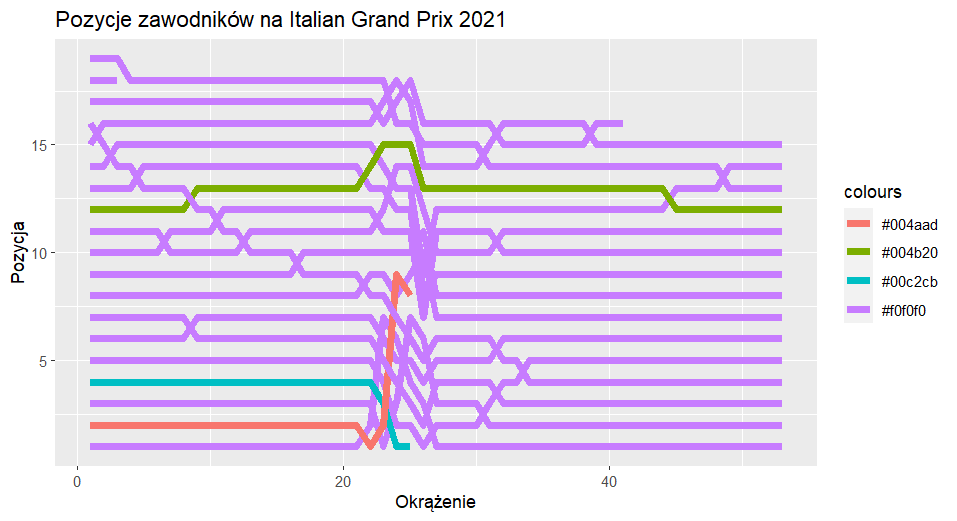 Pozycje zawodników na Italian Grand Prix 2021
Pozycja
15
10
5
0
20
40
Okrążenie
colours
#004aad
#004b20
#00c2cb
#f0f0f0